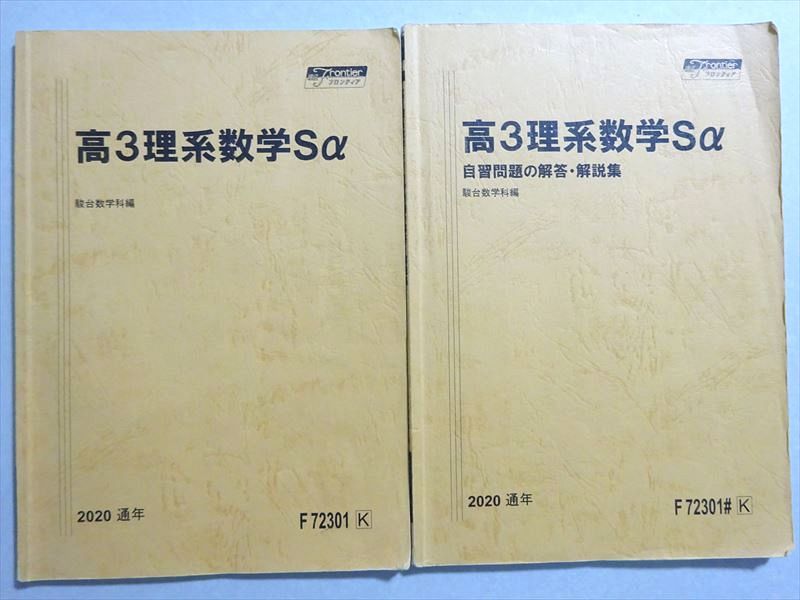 Frontier
フロンティア
高3理系数学Sα
駿台数学科編
2020 通年
F72301 K
Frontier
フロンティア
高3理系数学Sα
自習問題の解答・解説集
駿台数学科編
2020 通年
F72301# K